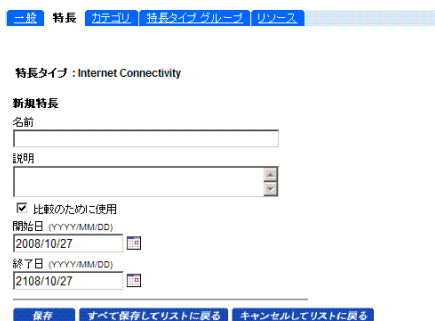 一般 特長 カテゴリ 特長タイプ グループ リソース
特長タイプ : Internet Connectivity
新規特長
名前
説明
比較のために使用
開始日 (YYYY/MM/DD)
2008/10/27
終了日 (YYYY/MM/DD)
2108/10/27
保存 すべて保存してリストに戻る キャンセルしてリストに戻る